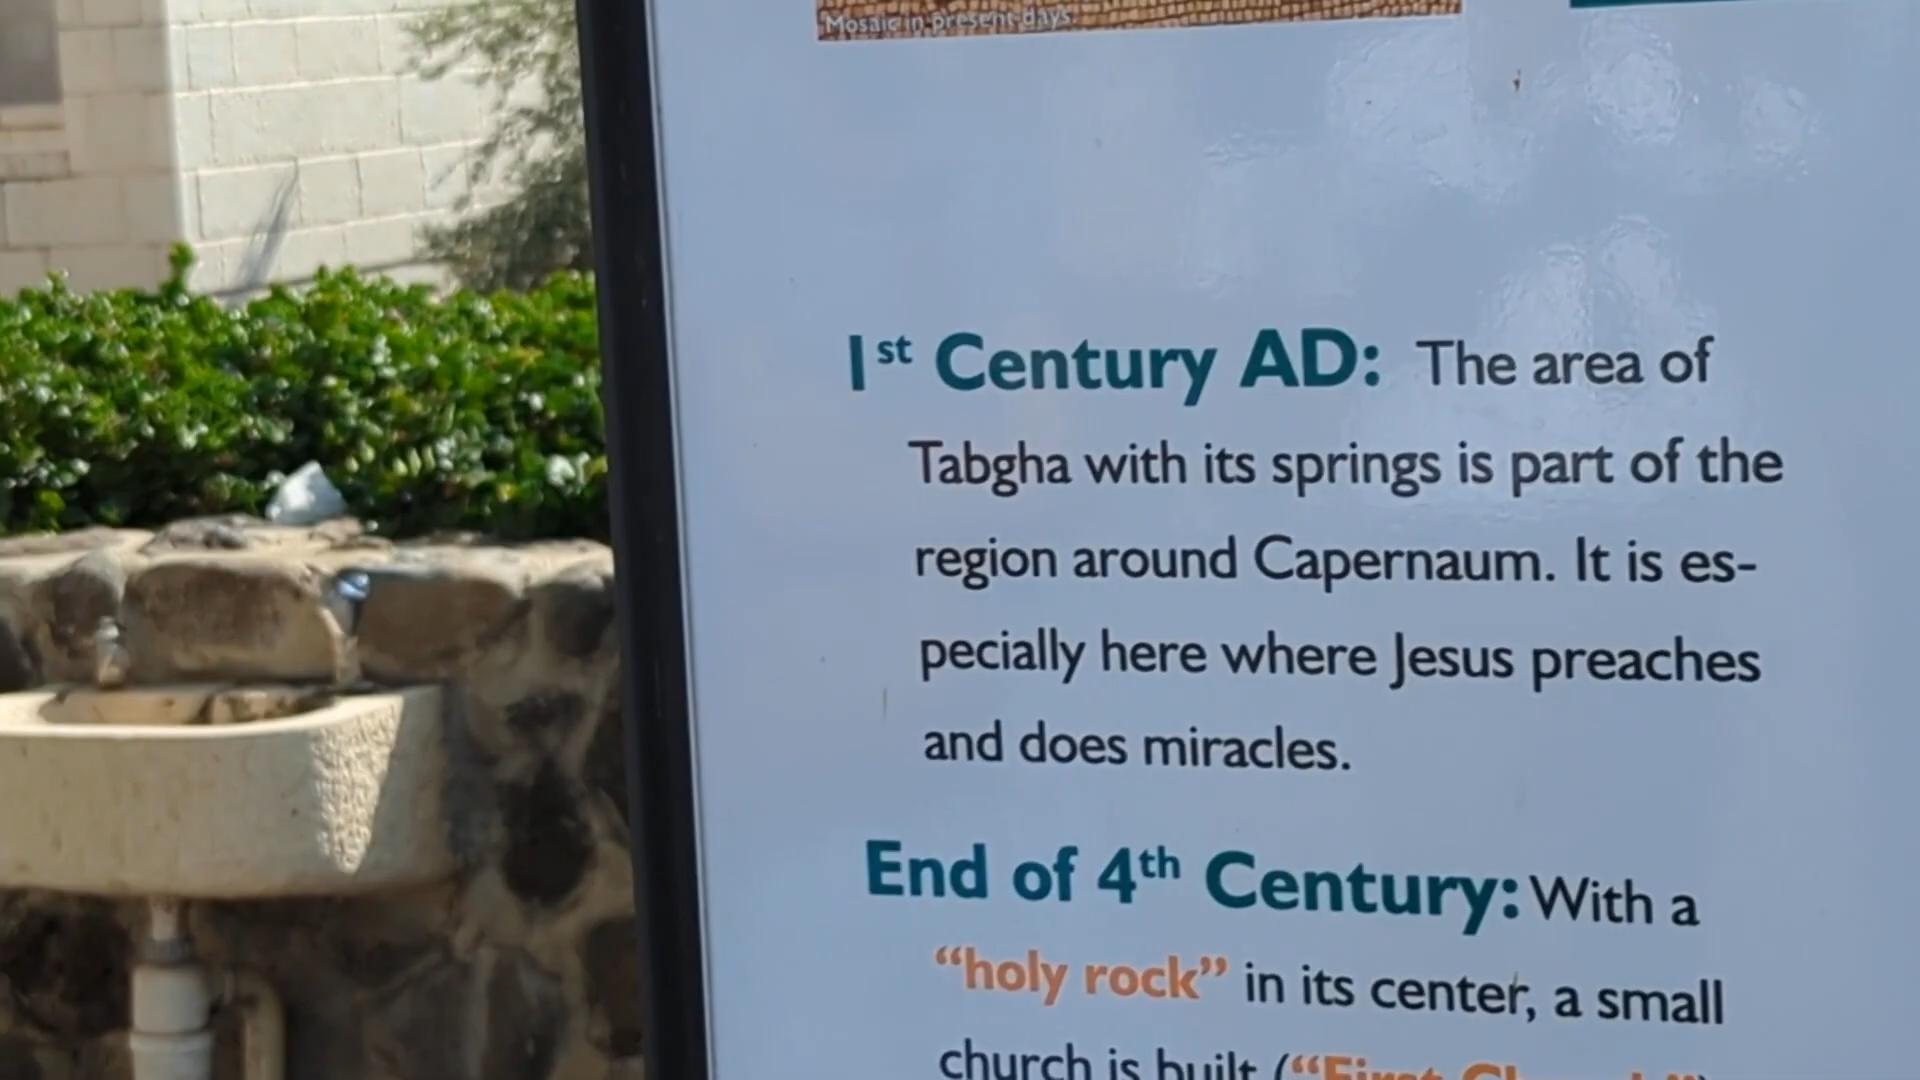 Mosaic in present days.
1st Century AD: The area of
Tabgha with its springs is part of the
region around Capernaum. It is es-
pecially here where Jesus preaches
and does miracles.
End of 4th Century: With a
“holy rock” in its center, a small
church is built (“First Church”)